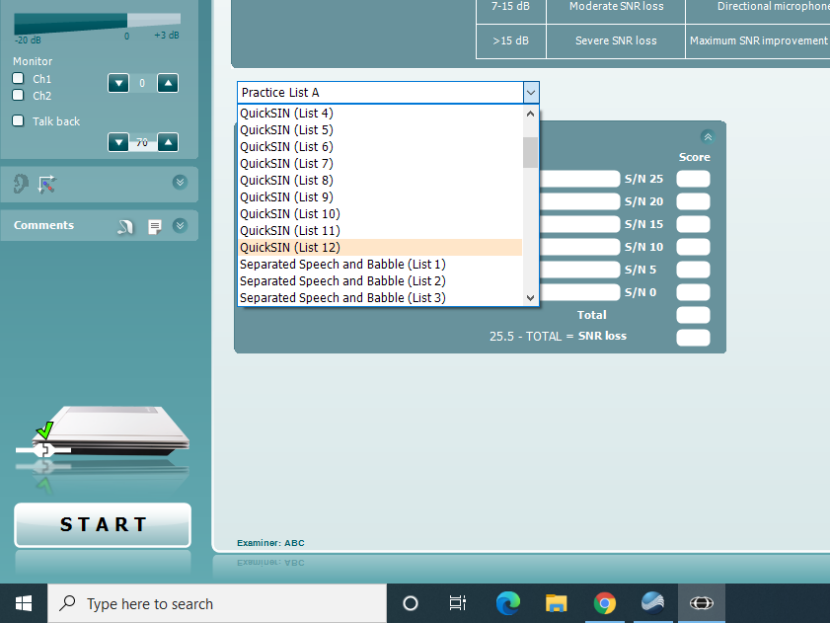 7-15 dB Moderate SNR loss Directional microphone
>15 dB Severe SNR loss Maximum SNR improvement
-20 dB 0 +3 dB
Monitor
Ch1
0
Ch2
Talk back
70
Comments
Practice List A
QuickSIN (List 4)
QuickSIN (List 5)
QuickSIN (List 6)
QuickSIN (List 7)
QuickSIN (List 8)
QuickSIN (List 9)
QuickSIN (List 10)
QuickSIN (List 11)
QuickSIN (List 12)
Separated Speech and Babble (List 1)
Separated Speech and Babble (List 2)
Separated Speech and Babble (List 3)
Score
S/N 25
S/N 20
S/N 15
S/N 10
S/N 5
S/N 0
Total
25.5 - TOTAL = SNR loss
START
Examiner: ABC
Type here to search